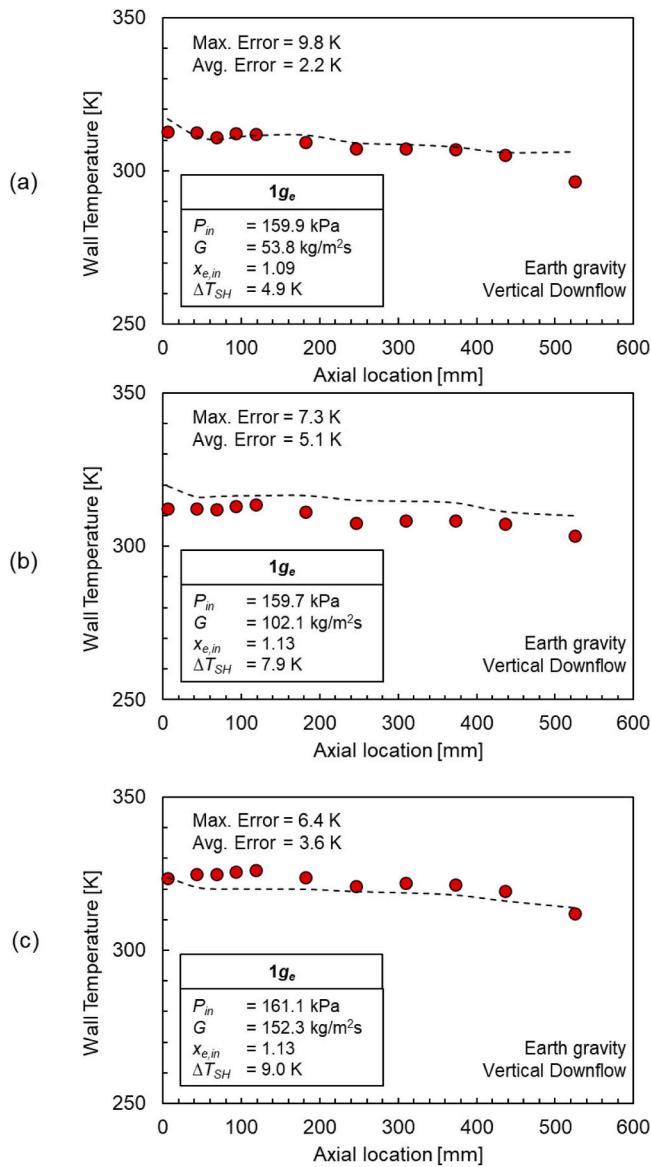 (a)
Wall Temperature [K]
350
300
250
Max. Error = 9.8 K
Avg. Error = 2.2 K
1gₑ
Pᵢₙ = 159.9 kPa
G = 53.8 kg/m²s
xₑ,ᵢₙ = 1.09
ΔT_SH = 4.9 K
Earth gravity
Vertical Downflow
0 100 200 300 400 500 600
Axial location [mm]
(b)
Wall Temperature [K]
350
300
250
Max. Error = 7.3 K
Avg. Error = 5.1 K
1gₑ
Pᵢₙ = 159.7 kPa
G = 102.1 kg/m²s
xₑ,ᵢₙ = 1.13
ΔT_SH = 7.9 K
Earth gravity
Vertical Downflow
0 100 200 300 400 500 600
Axial location [mm]
(c)
Wall Temperature [K]
350
300
250
Max. Error = 6.4 K
Avg. Error = 3.6 K
1gₑ
Pᵢₙ = 161.1 kPa
G = 152.3 kg/m²s
xₑ,ᵢₙ = 1.13
ΔT_SH = 9.0 K
Earth gravity
Vertical Downflow
0 100 200 300 400 500 600
Axial location [mm]